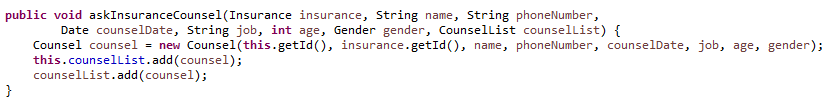 public void askInsuranceCounsel(Insurance insurance, String name, String phoneNumber,
        Date counselDate, String job, int age, Gender gender, CounselList counselList) {
    Counsel counsel = new Counsel(this.getId(), insurance.getId(), name, phoneNumber, counselDate, job, age, gender);
    this.counselList.add(counsel);
    counselList.add(counsel);
}